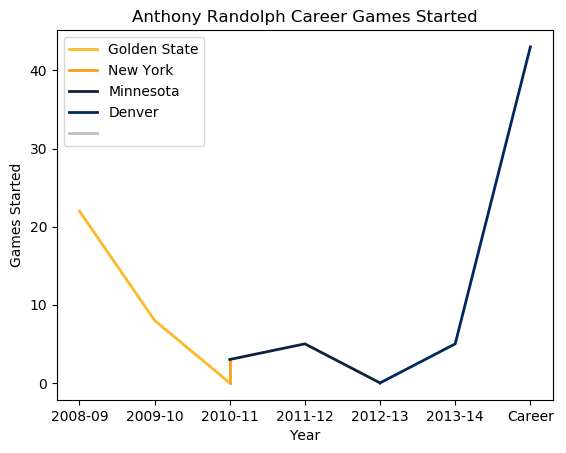 Anthony Randolph Career Games Started
Golden State
New York
Minnesota
Denver
Games Started
40
30
20
10
0
2008-09 2009-10 2010-11 2011-12 2012-13 2013-14 Career
Year